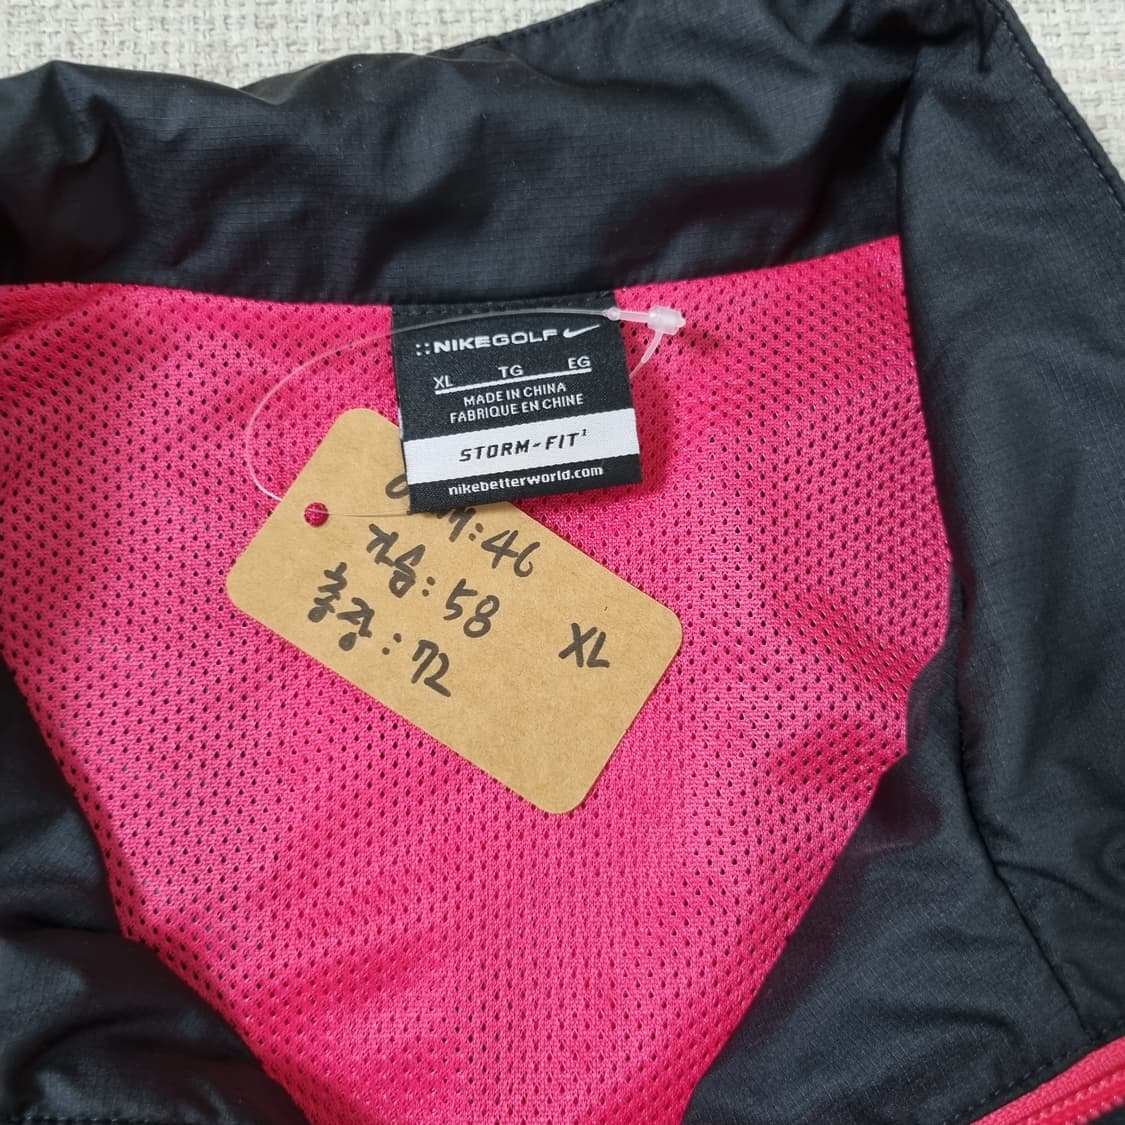 NIKEGOLF
XL TG EG
MADE IN CHINA
FABRIQUE EN CHINE
STORM-FIT¹
nikebetterworld.com
:46
가슴:58
총장:72
XL